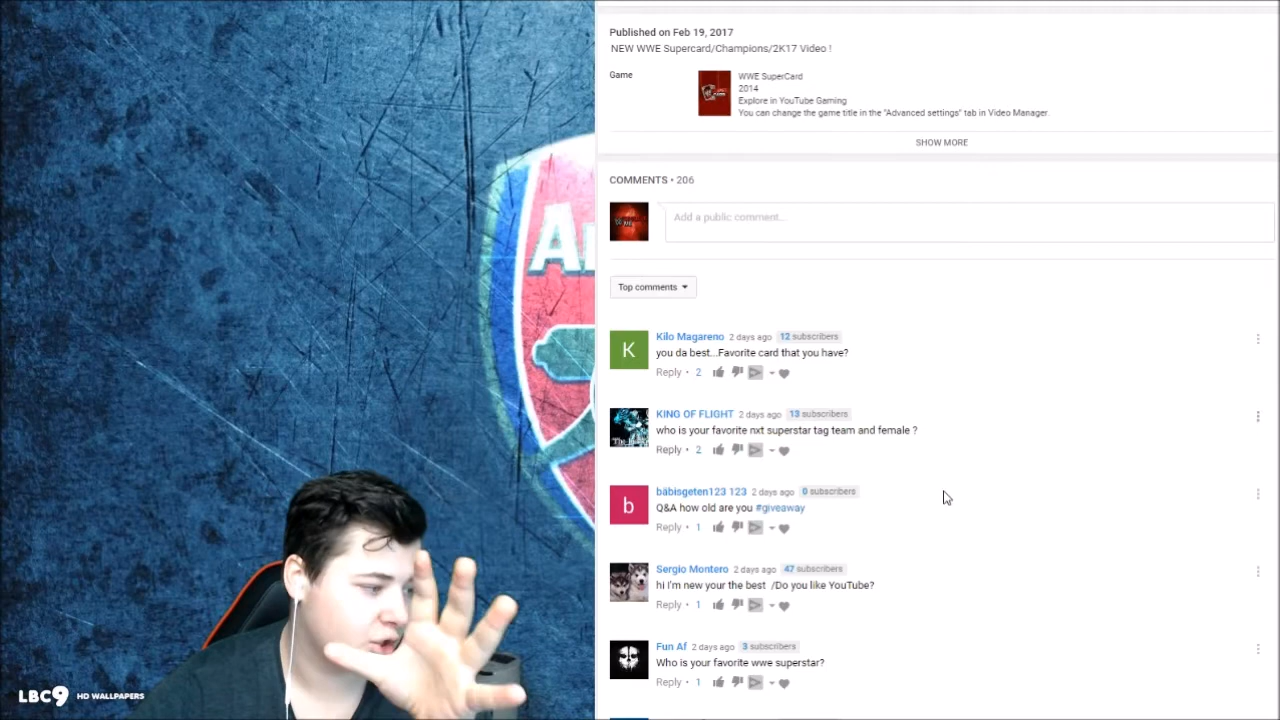 Published on Feb 19, 2017
NEW WWE Supercard/Champions/2K17 Video !
Game
WWE SuperCard
2014
Explore in YouTube Gaming
You can change the game title in the "Advanced settings" tab in Video Manager.
SHOW MORE
COMMENTS • 206
Add a public comment...
Top comments
K
Kilo Magareno 2 days ago 12 subscribers
you da best...Favorite card that you have?
Reply • 2
KING OF FLIGHT 2 days ago 13 subscribers
who is your favorite nxt superstar tag team and female ?
Reply • 2
b
bäbisgeten123 123 2 days ago 0 subscribers
Q&A how old are you #giveaway
Reply • 1
Sergio Montero 2 days ago 47 subscribers
hi I'm new your the best /Do you like YouTube?
Reply • 1
Fun Af 2 days ago 3 subscribers
Who is your favorite wwe superstar?
Reply • 1
LBC9 HD WALLPAPERS